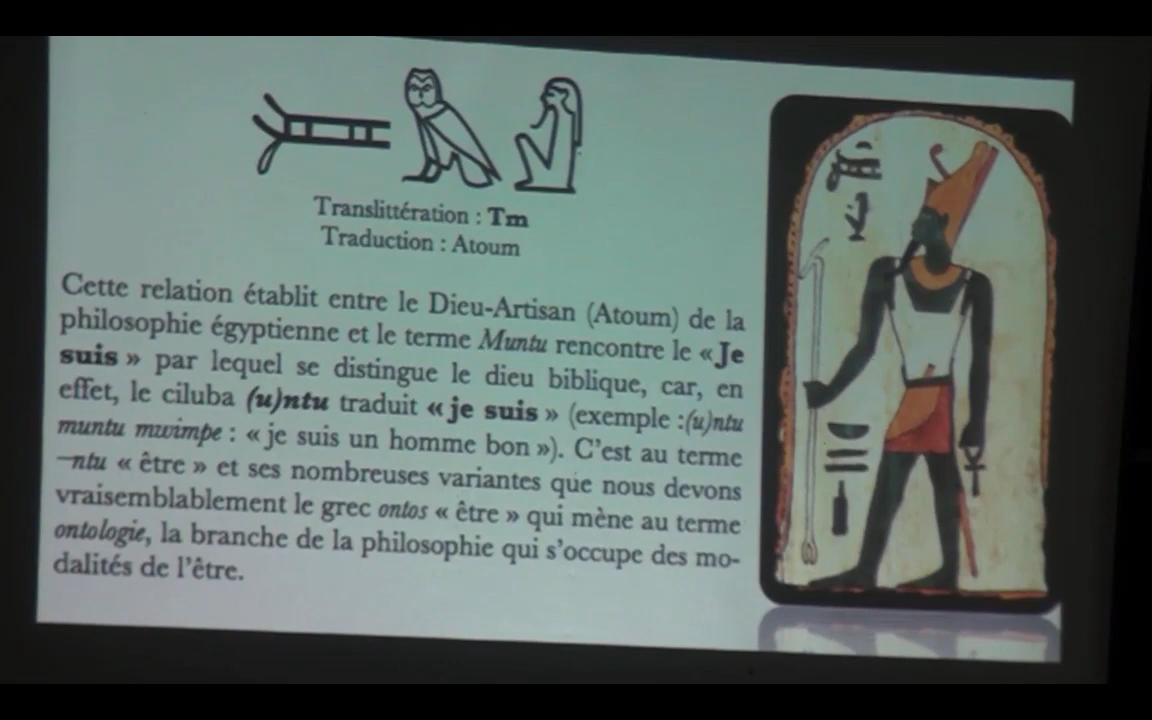 Translittération : Tm
Traduction : Atoum
Cette relation établit entre le Dieu-Artisan (Atoum) de la
philosophie égyptienne et le terme Muntu rencontre le «Je
suis » par lequel se distingue le dieu biblique, car, en
effet, le ciluba (u)ntu traduit « je suis » (exemple :(u)ntu
muntu mwimpe : « je suis un homme bon »). C'est au terme
–ntu « être » et ses nombreuses variantes que nous devons
vraisemblablement le grec ontos « être » qui mène au terme
ontologie, la branche de la philosophie qui s'occupe des mo-
dalités de l'être.